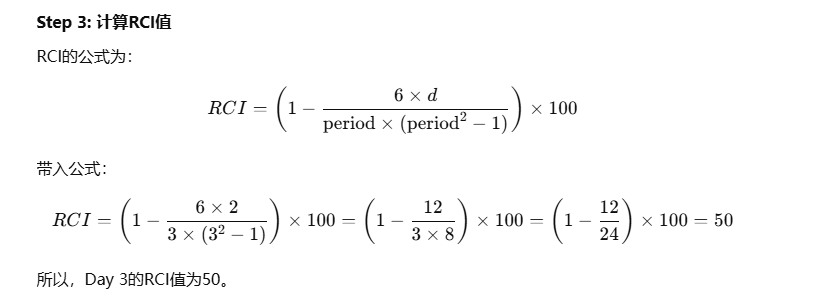 Step 3: 计算RCI值
RCI的公式为：
RCI = (1 − 6 × d / period × (period² − 1)) × 100
带入公式：
RCI = (1 − 6 × 2 / 3 × (3² − 1)) × 100 = (1 − 12 / 3 × 8) × 100 = (1 − 12 / 24) × 100 = 50
所以，Day 3的RCI值为50。